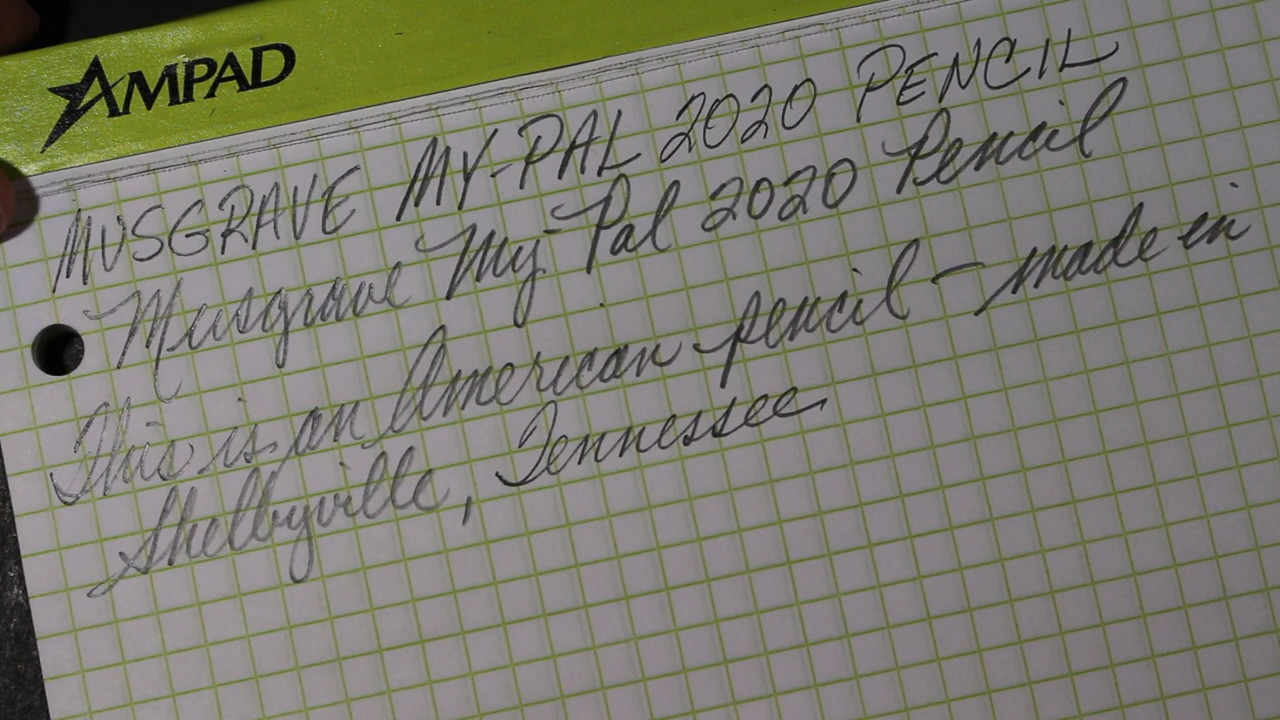 AMPAD
MUSGRAVE MY-PAL 2020 PENCIL
Musgrave My-Pal 2020 Pencil
This is an American pencil - made in
Shelbyville, Tennessee